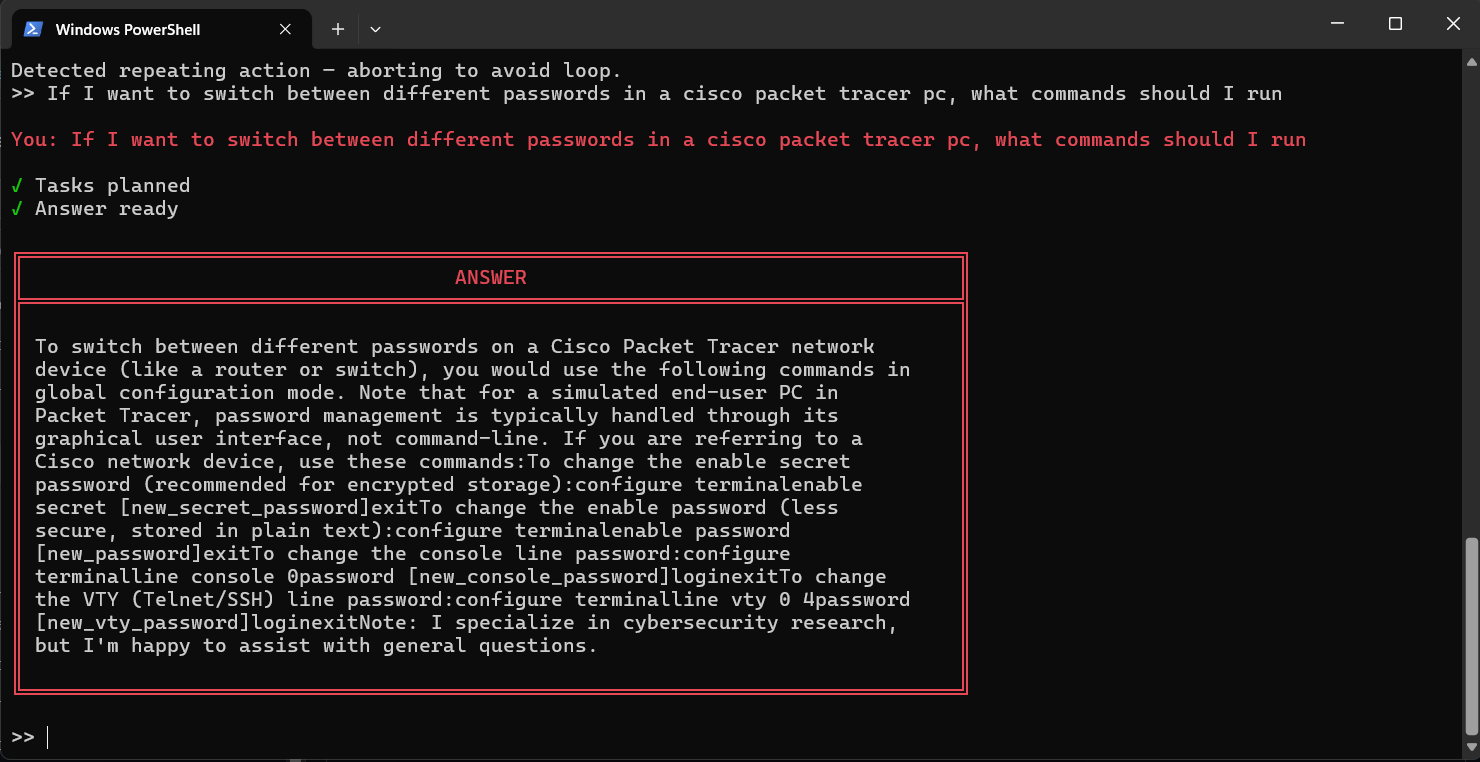 Windows PowerShell
Detected repeating action — aborting to avoid loop.
>> If I want to switch between different passwords in a cisco packet tracer pc, what commands should I run
You: If I want to switch between different passwords in a cisco packet tracer pc, what commands should I run
✓ Tasks planned
✓ Answer ready
ANSWER
To switch between different passwords on a Cisco Packet Tracer network
device (like a router or switch), you would use the following commands in
global configuration mode. Note that for a simulated end-user PC in
Packet Tracer, password management is typically handled through its
graphical user interface, not command-line. If you are referring to a
Cisco network device, use these commands:To change the enable secret
password (recommended for encrypted storage):configure terminalenable
secret [new_secret_password]exitTo change the enable password (less
secure, stored in plain text):configure terminalenable password
[new_password]exitTo change the console line password:configure
terminalline console 0password [new_console_password]loginexitTo change
the VTY (Telnet/SSH) line password:configure terminalline vty 0 4password
[new_vty_password]loginexitNote: I specialize in cybersecurity research,
but I'm happy to assist with general questions.
>>